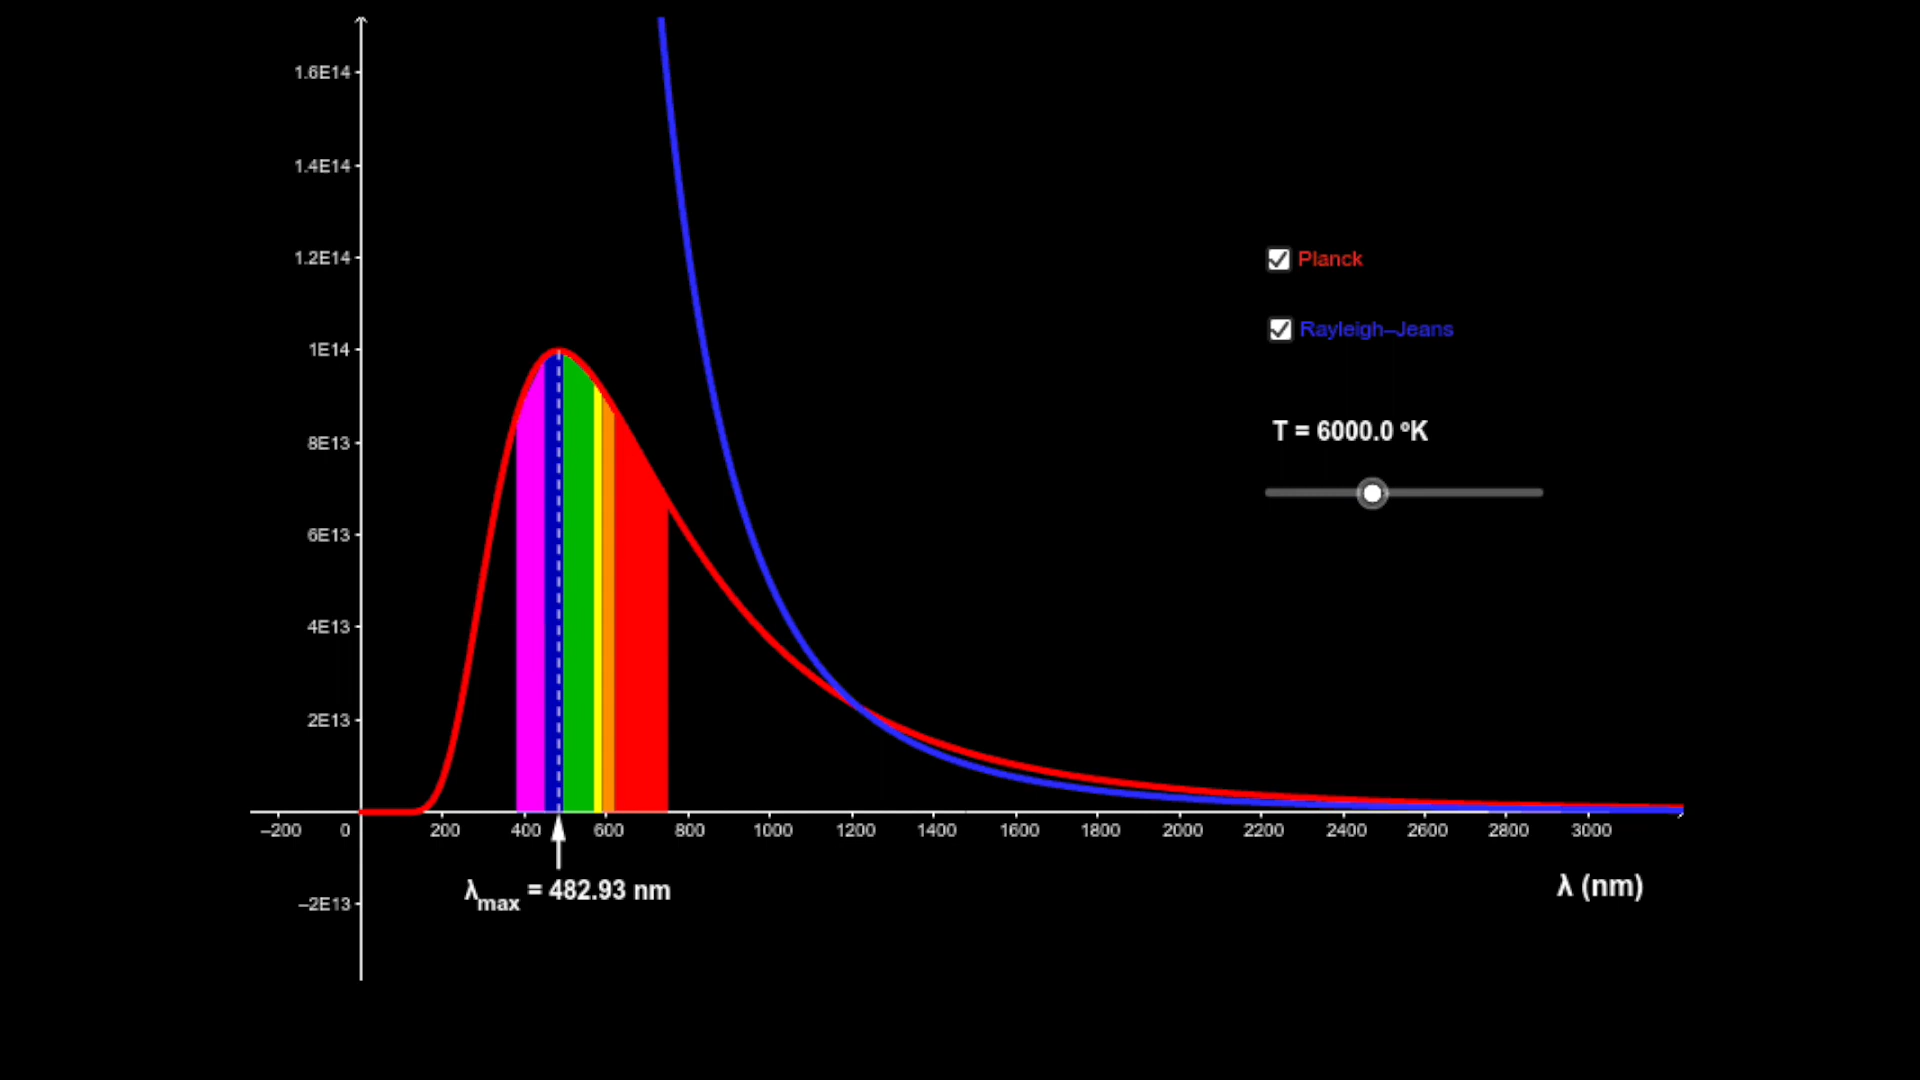 1.6E14
1.4E14
1.2E14
1E14
8E13
6E13
4E13
2E13
–2E13
–200 0 200 400 600 800 1000 1200 1400 1600 1800 2000 2200 2400 2600 2800 3000
Planck
Rayleigh–Jeans
T = 6000.0 ºK
λmax = 482.93 nm
λ (nm)